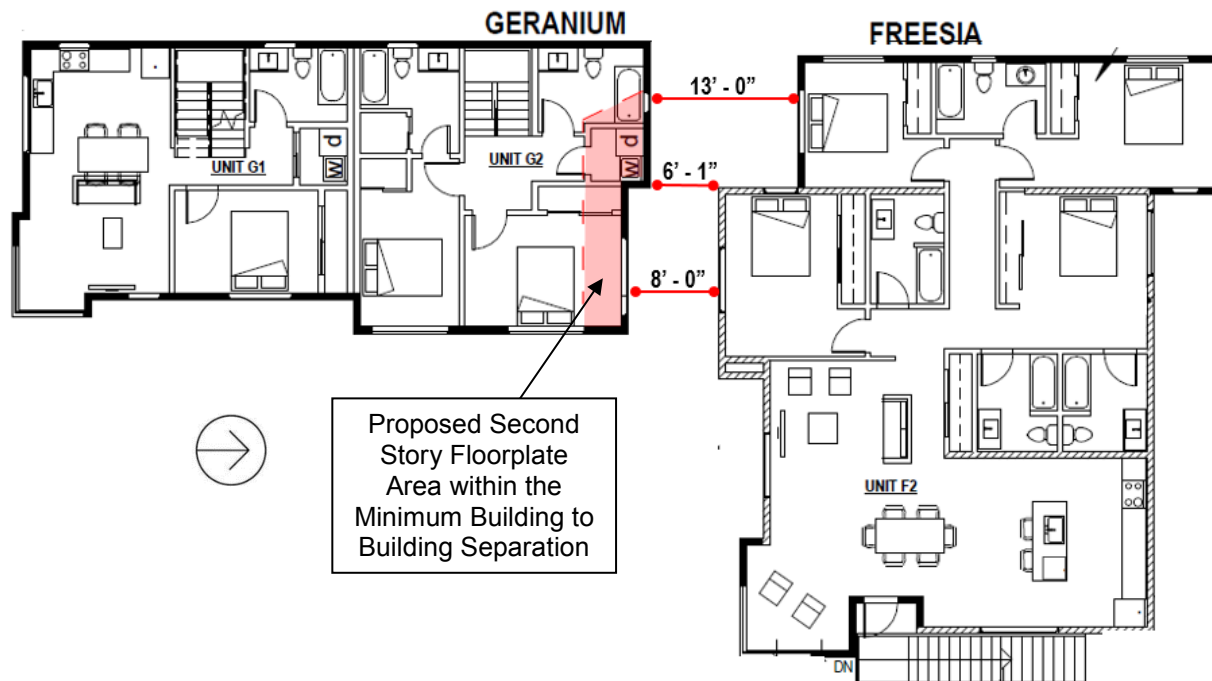 GERANIUM
FREESIA
13’ - 0”
d
W
UNIT G1
UNIT G2
d
W
6’ - 1”
8’ - 0”
Proposed Second
Story Floorplate
Area within the
Minimum Building to
Building Separation
UNIT F2
DN